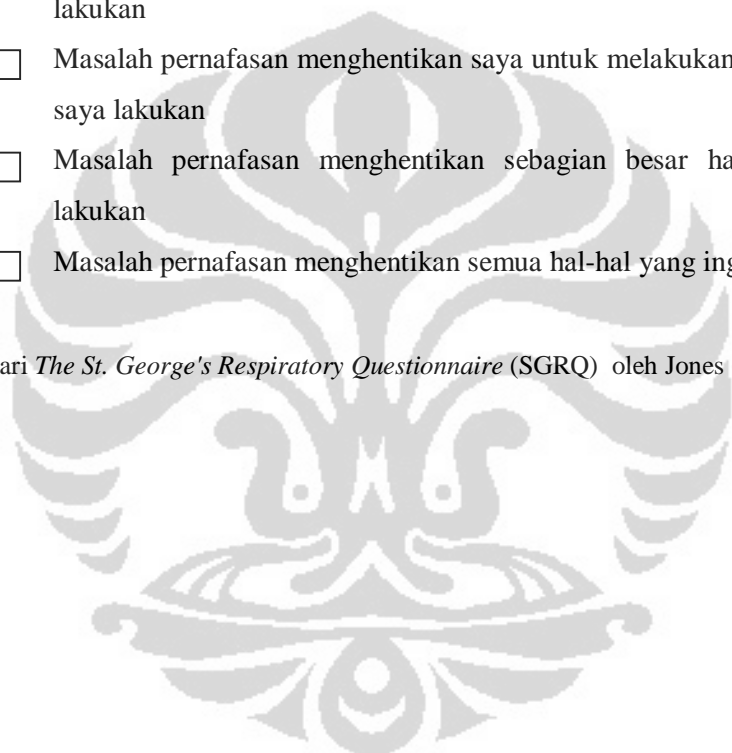 lakukan
Masalah pernafasan menghentikan saya untuk melakukan
saya lakukan
Masalah pernafasan menghentikan sebagian besar ha
lakukan
Masalah pernafasan menghentikan semua hal-hal yang ing
ari The St. George's Respiratory Questionnaire (SGRQ) oleh Jones